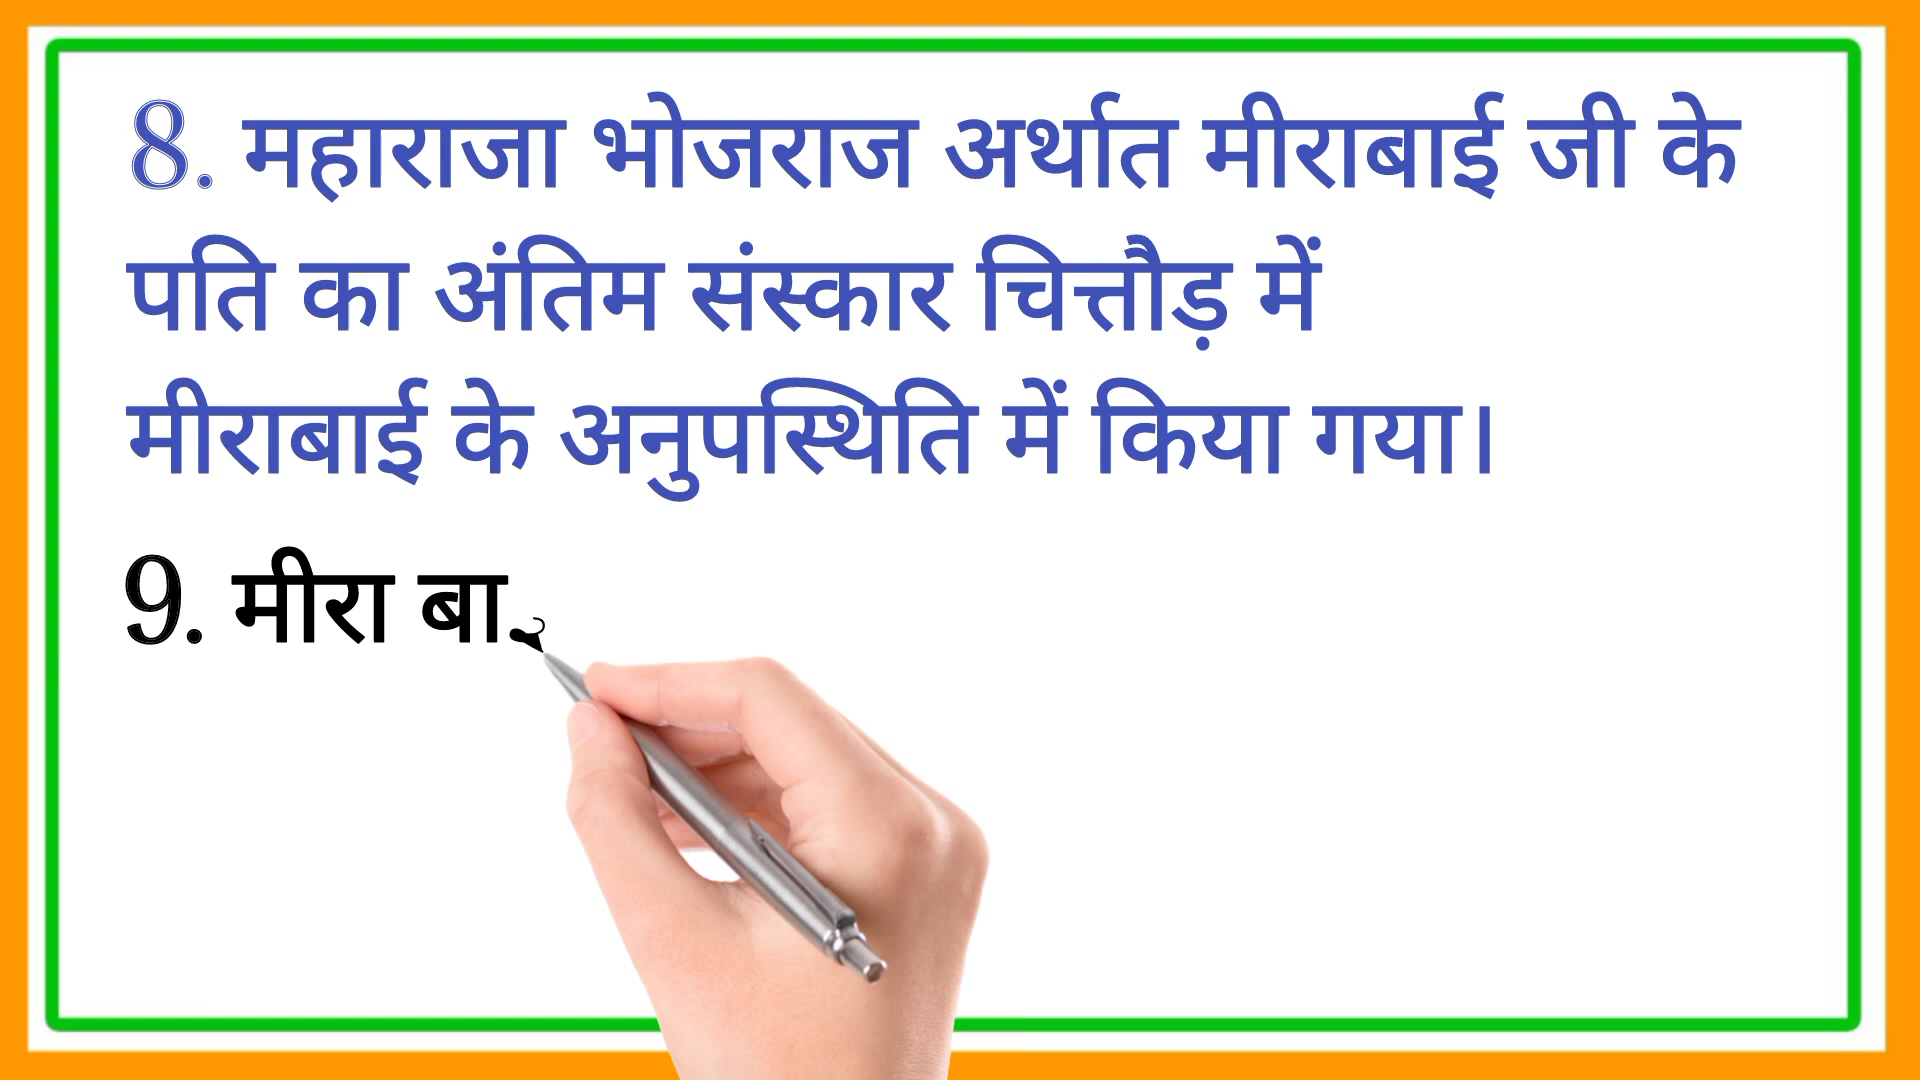 8. महाराजा भोजराज अर्थात मीराबाई जी के
पति का अंतिम संस्कार चित्तौड़ में
मीराबाई के अनुपस्थिति में किया गया।
9. मीरा बा